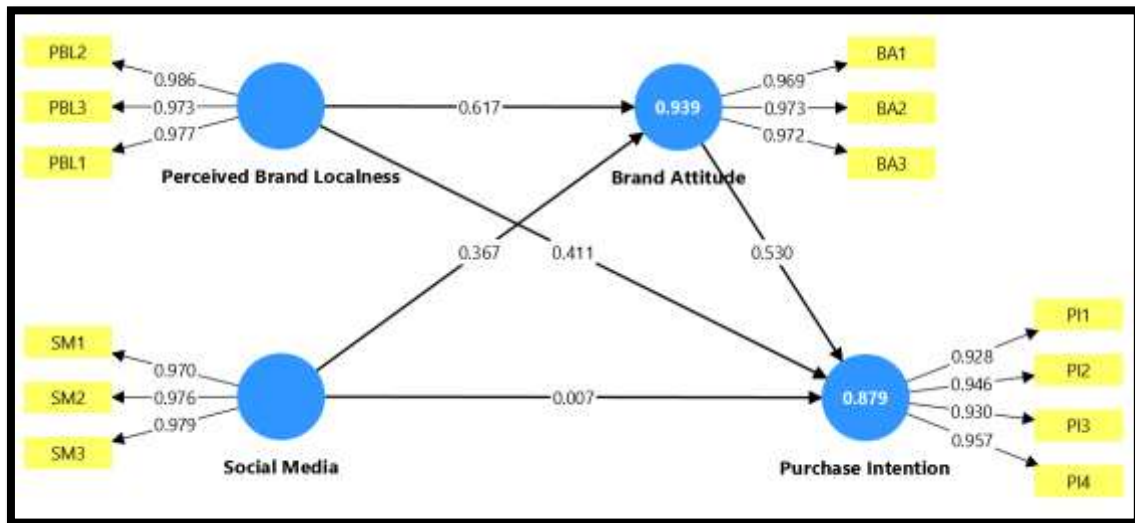 PBL2
0.986
PBL3
0.973
PBL1
0.977
Perceived Brand Localness
0.617
0.939
Brand Attitude
BA1
0.969
BA2
0.973
BA3
0.972
0.367
0.411
0.530
SM1
0.970
SM2
0.976
SM3
0.979
Social Media
0.007
0.879
Purchase Intention
PI1
0.928
PI2
0.946
PI3
0.930
PI4
0.957